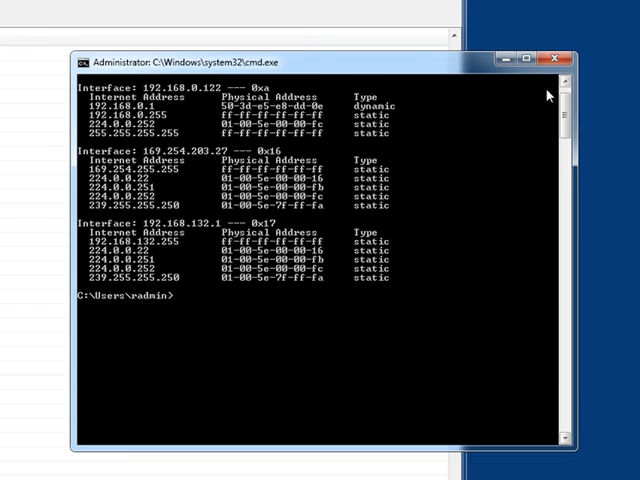 Administrator: C:\Windows\system32\cmd.exe
Interface: 192.168.0.122 --- 0xa
Internet Address Physical Address Type
192.168.0.1 50-3d-e5-e8-dd-0e dynamic
192.168.0.255 ff-ff-ff-ff-ff-ff static
224.0.0.252 01-00-5e-00-00-fc static
255.255.255.255 ff-ff-ff-ff-ff-ff static
Interface: 169.254.203.27 --- 0x16
Internet Address Physical Address Type
169.254.255.255 ff-ff-ff-ff-ff-ff static
224.0.0.22 01-00-5e-00-00-16 static
224.0.0.251 01-00-5e-00-00-fb static
224.0.0.252 01-00-5e-00-00-fc static
239.255.255.250 01-00-5e-7f-ff-fa static
Interface: 192.168.132.1 --- 0x17
Internet Address Physical Address Type
192.168.132.255 ff-ff-ff-ff-ff-ff static
224.0.0.22 01-00-5e-00-00-16 static
224.0.0.251 01-00-5e-00-00-fb static
224.0.0.252 01-00-5e-00-00-fc static
239.255.255.250 01-00-5e-7f-ff-fa static
C:\Users\radmin>